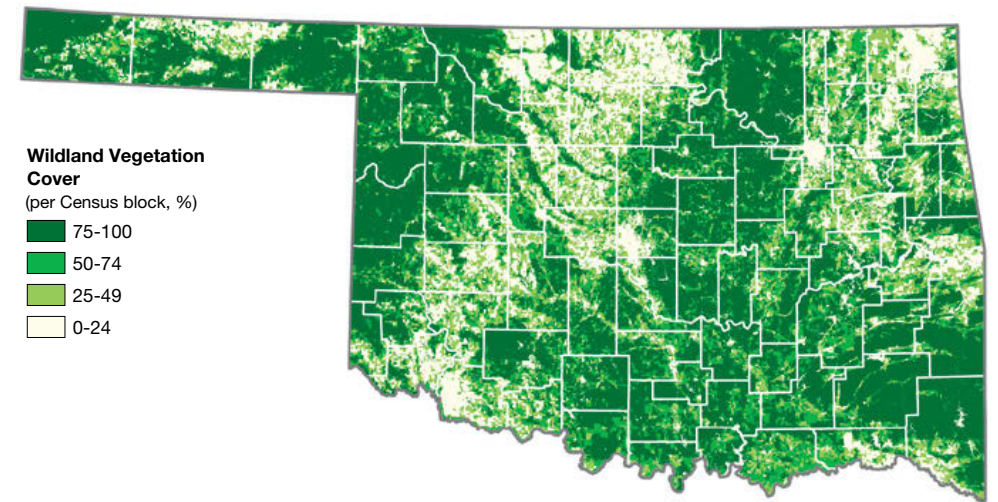 Wildland Vegetation
Cover
(per Census block, %)
75-100
50-74
25-49
0-24